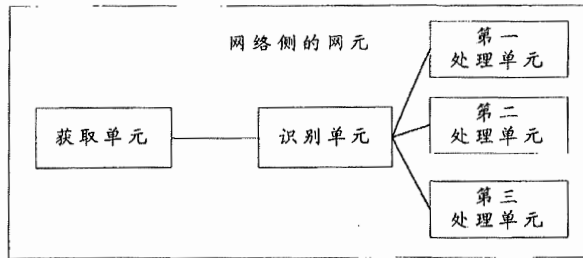 网络侧的网元
获取单元
识别单元
第一
处理单元
第二
处理单元
第三
处理单元